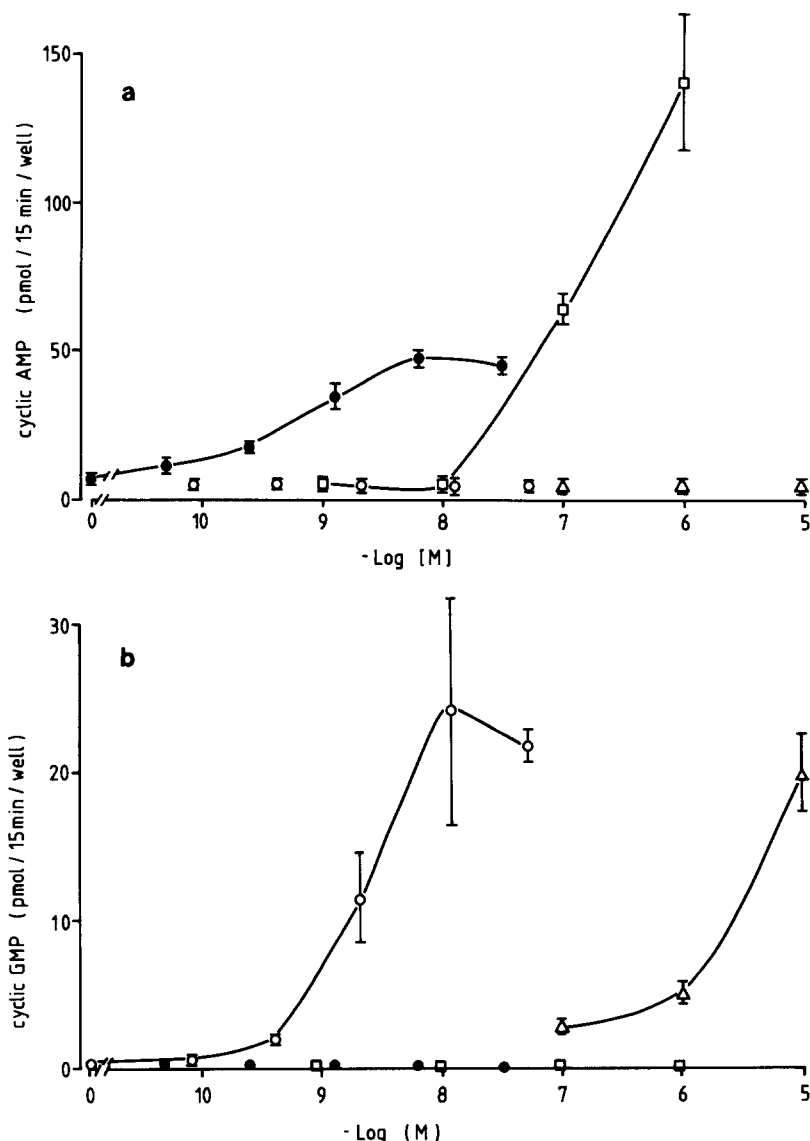 a
cyclic AMP (pmol / 15 min / well)
150
100
50
0
0 10 9 8 7 6 5
-Log [M]
b
cyclic GMP (pmol / 15min / well)
30
20
10
0
0 10 9 8 7 6 5
-Log (M)